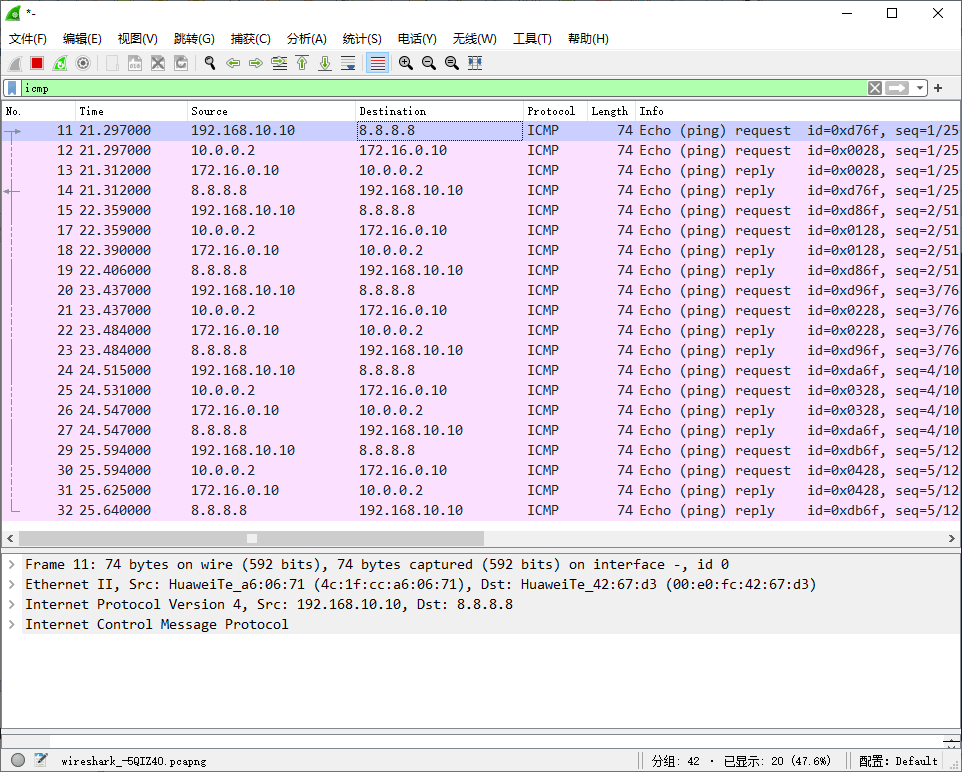 *-
文件(F) 编辑(E) 视图(V) 跳转(G) 捕获(C) 分析(A) 统计(S) 电话(Y) 无线(W) 工具(T) 帮助(H)
icmp
No. Time Source Destination Protocol Length Info
11 21.297000 192.168.10.10 8.8.8.8 ICMP 74 Echo (ping) request id=0xd76f, seq=1/25
12 21.297000 10.0.0.2 172.16.0.10 ICMP 74 Echo (ping) request id=0x0028, seq=1/25
13 21.312000 172.16.0.10 10.0.0.2 ICMP 74 Echo (ping) reply id=0x0028, seq=1/25
14 21.312000 8.8.8.8 192.168.10.10 ICMP 74 Echo (ping) reply id=0xd76f, seq=1/25
15 22.359000 192.168.10.10 8.8.8.8 ICMP 74 Echo (ping) request id=0xd86f, seq=2/51
17 22.359000 10.0.0.2 172.16.0.10 ICMP 74 Echo (ping) request id=0x0128, seq=2/51
18 22.390000 172.16.0.10 10.0.0.2 ICMP 74 Echo (ping) reply id=0x0128, seq=2/51
19 22.406000 8.8.8.8 192.168.10.10 ICMP 74 Echo (ping) reply id=0xd86f, seq=2/51
20 23.437000 192.168.10.10 8.8.8.8 ICMP 74 Echo (ping) request id=0xd96f, seq=3/76
21 23.437000 10.0.0.2 172.16.0.10 ICMP 74 Echo (ping) request id=0x0228, seq=3/76
22 23.484000 172.16.0.10 10.0.0.2 ICMP 74 Echo (ping) reply id=0x0228, seq=3/76
23 23.484000 8.8.8.8 192.168.10.10 ICMP 74 Echo (ping) reply id=0xd96f, seq=3/76
24 24.515000 192.168.10.10 8.8.8.8 ICMP 74 Echo (ping) request id=0xda6f, seq=4/10
25 24.531000 10.0.0.2 172.16.0.10 ICMP 74 Echo (ping) request id=0x0328, seq=4/10
26 24.547000 172.16.0.10 10.0.0.2 ICMP 74 Echo (ping) reply id=0x0328, seq=4/10
27 24.547000 8.8.8.8 192.168.10.10 ICMP 74 Echo (ping) reply id=0xda6f, seq=4/10
29 25.594000 192.168.10.10 8.8.8.8 ICMP 74 Echo (ping) request id=0xdb6f, seq=5/12
30 25.594000 10.0.0.2 172.16.0.10 ICMP 74 Echo (ping) request id=0x0428, seq=5/12
31 25.625000 172.16.0.10 10.0.0.2 ICMP 74 Echo (ping) reply id=0x0428, seq=5/12
32 25.640000 8.8.8.8 192.168.10.10 ICMP 74 Echo (ping) reply id=0xdb6f, seq=5/12
Frame 11: 74 bytes on wire (592 bits), 74 bytes captured (592 bits) on interface -, id 0
Ethernet II, Src: HuaweiTe_a6:06:71 (4c:1f:cc:a6:06:71), Dst: HuaweiTe_42:67:d3 (00:e0:fc:42:67:d3)
Internet Protocol Version 4, Src: 192.168.10.10, Dst: 8.8.8.8
Internet Control Message Protocol
wireshark_-5QIZ40.pcapng 分组: 42 · 已显示: 20 (47.6%) 配置: Default